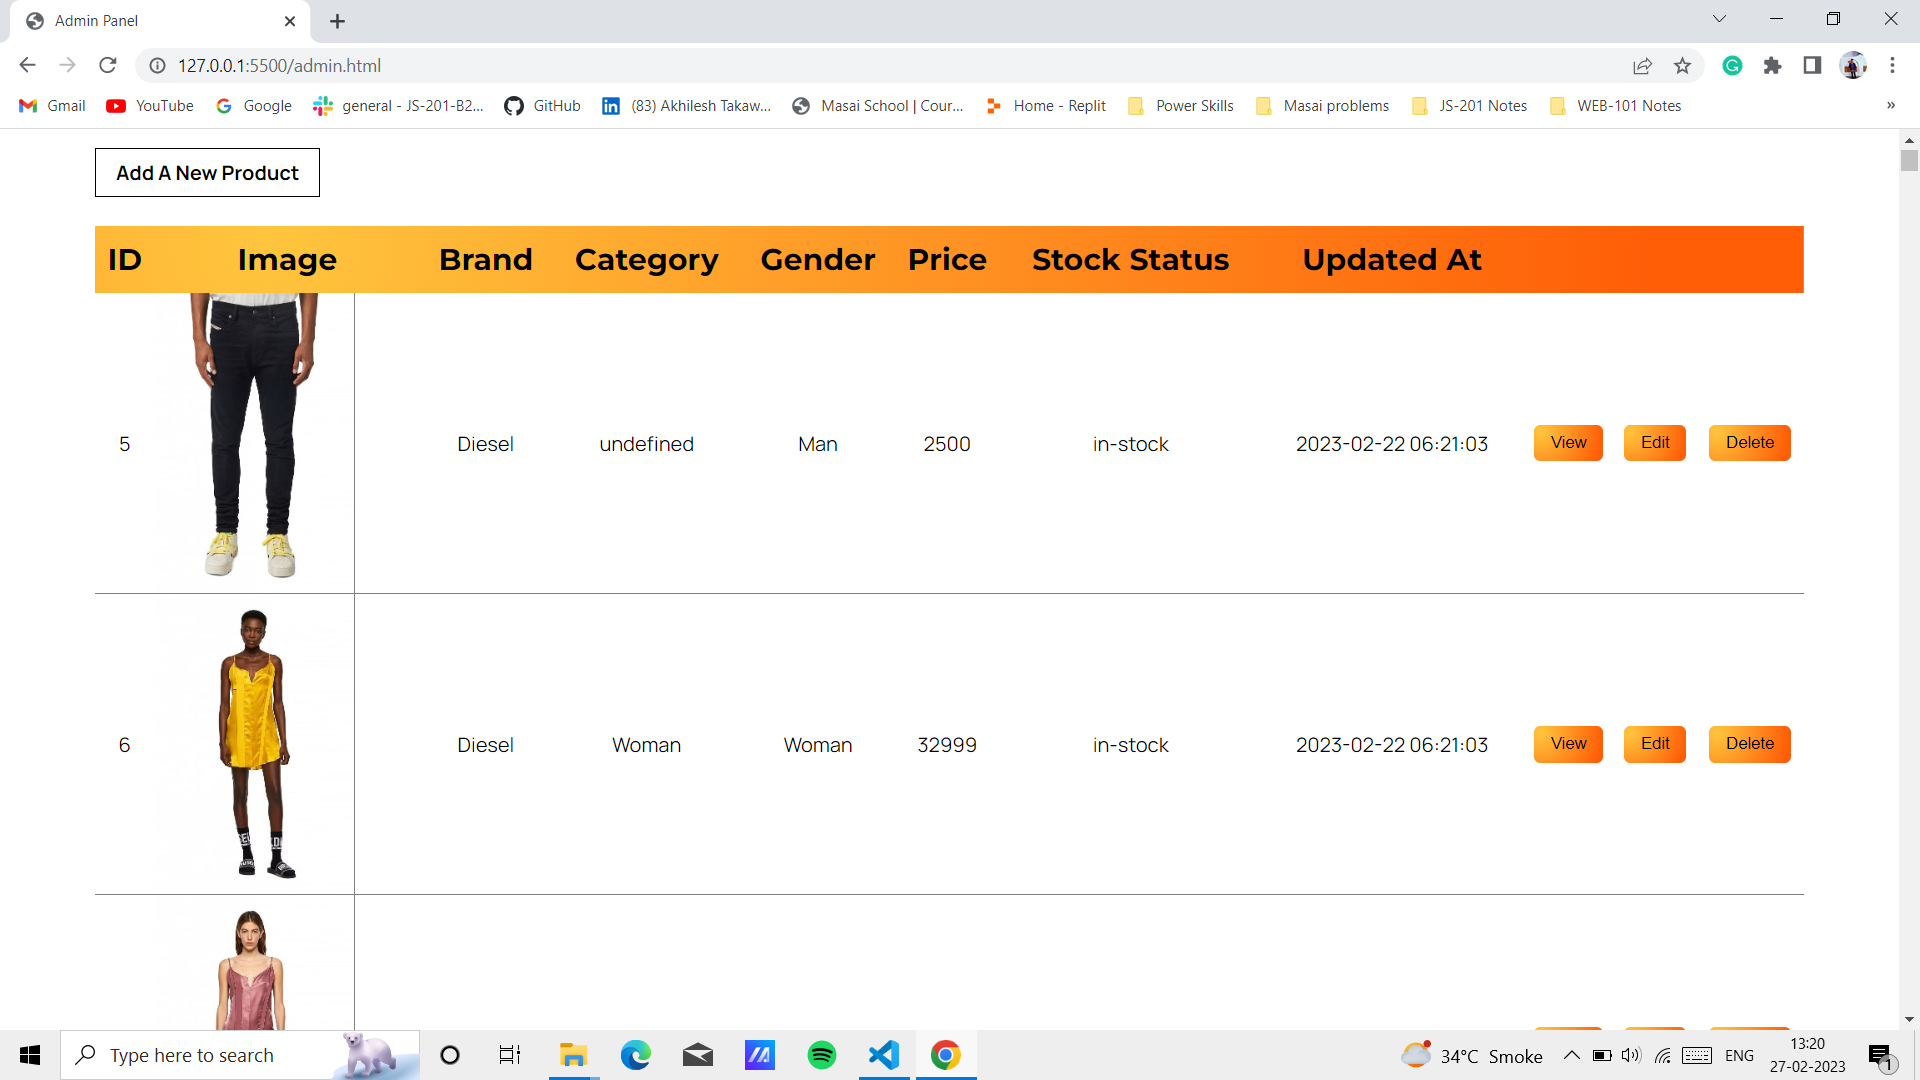 Admin Panel
127.0.0.1:5500/admin.html
Gmail YouTube Google general - JS-201-B2... GitHub (83) Akhilesh Takaw... Masai School | Cour... Home - Replit Power Skills Masai problems JS-201 Notes WEB-101 Notes »
Add A New Product
ID Image Brand Category Gender Price Stock Status Updated At
5 Diesel undefined Man 2500 in-stock 2023-02-22 06:21:03 View Edit Delete
6 Diesel Woman Woman 32999 in-stock 2023-02-22 06:21:03 View Edit Delete
Type here to search
34°C Smoke
ENG
13:20
27-02-2023
1